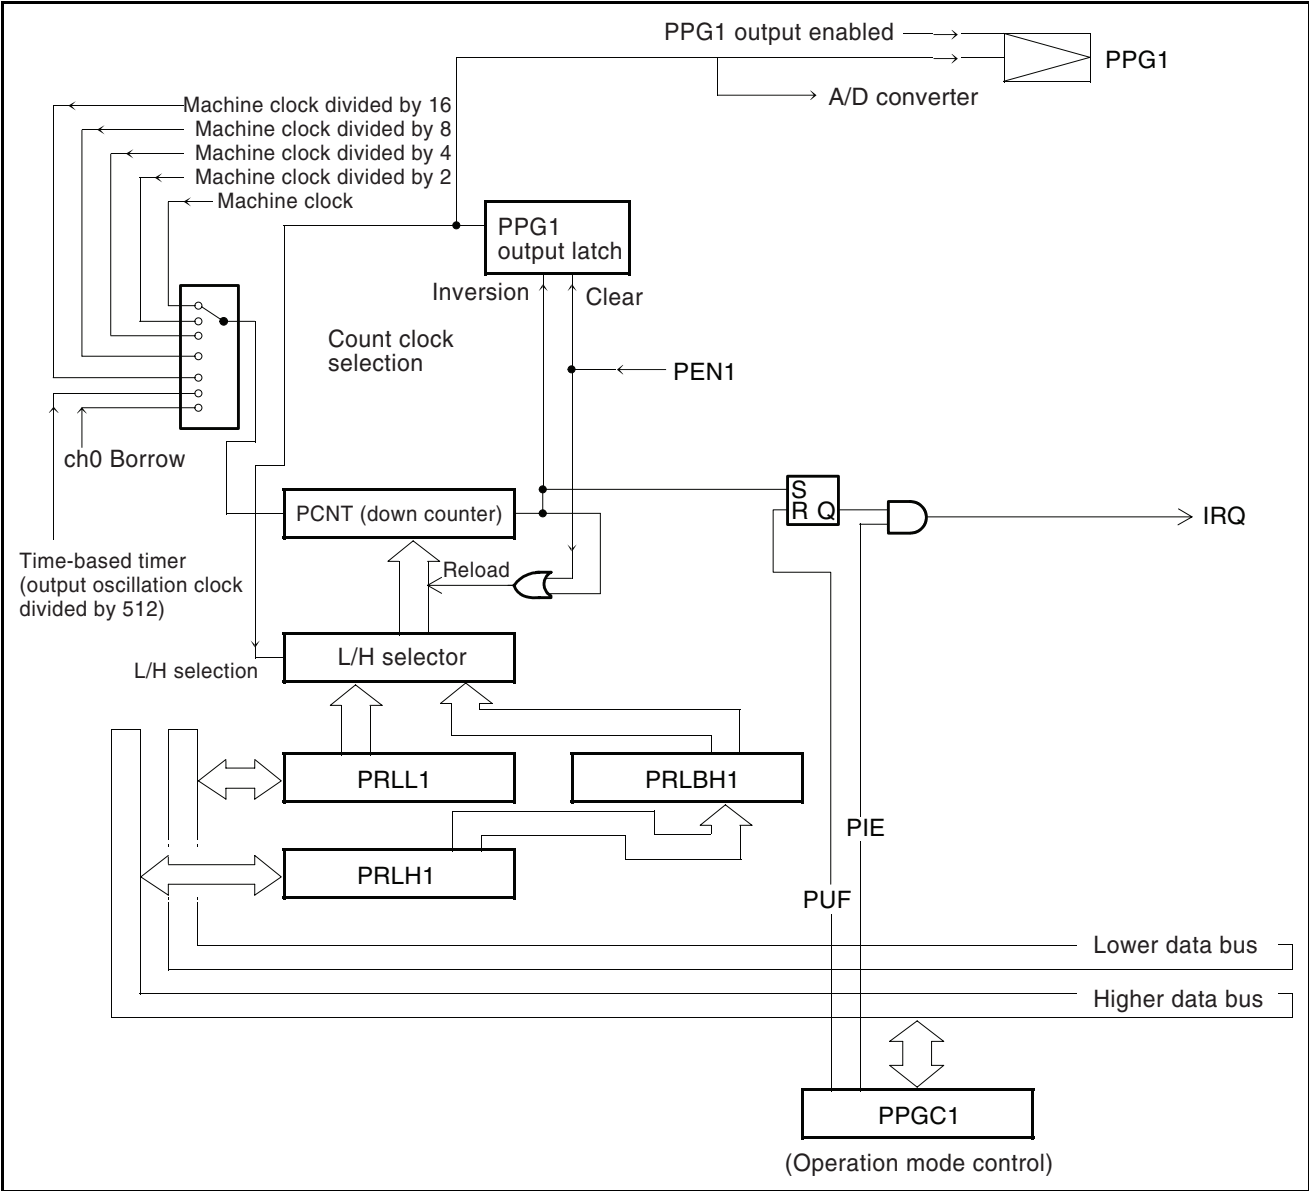 PPG1 output enabled
PPG1
A/D converter
Machine clock divided by 16
Machine clock divided by 8
Machine clock divided by 4
Machine clock divided by 2
Machine clock
PPG1
output latch
Inversion
Clear
Count clock
selection
PEN1
ch0 Borrow
PCNT (down counter)
S
R Q
IRQ
Time-based timer
(output oscillation clock
divided by 512)
Reload
L/H selector
L/H selection
PRLL1
PRLBH1
PIE
PRLH1
PUF
Lower data bus
Higher data bus
PPGC1
(Operation mode control)